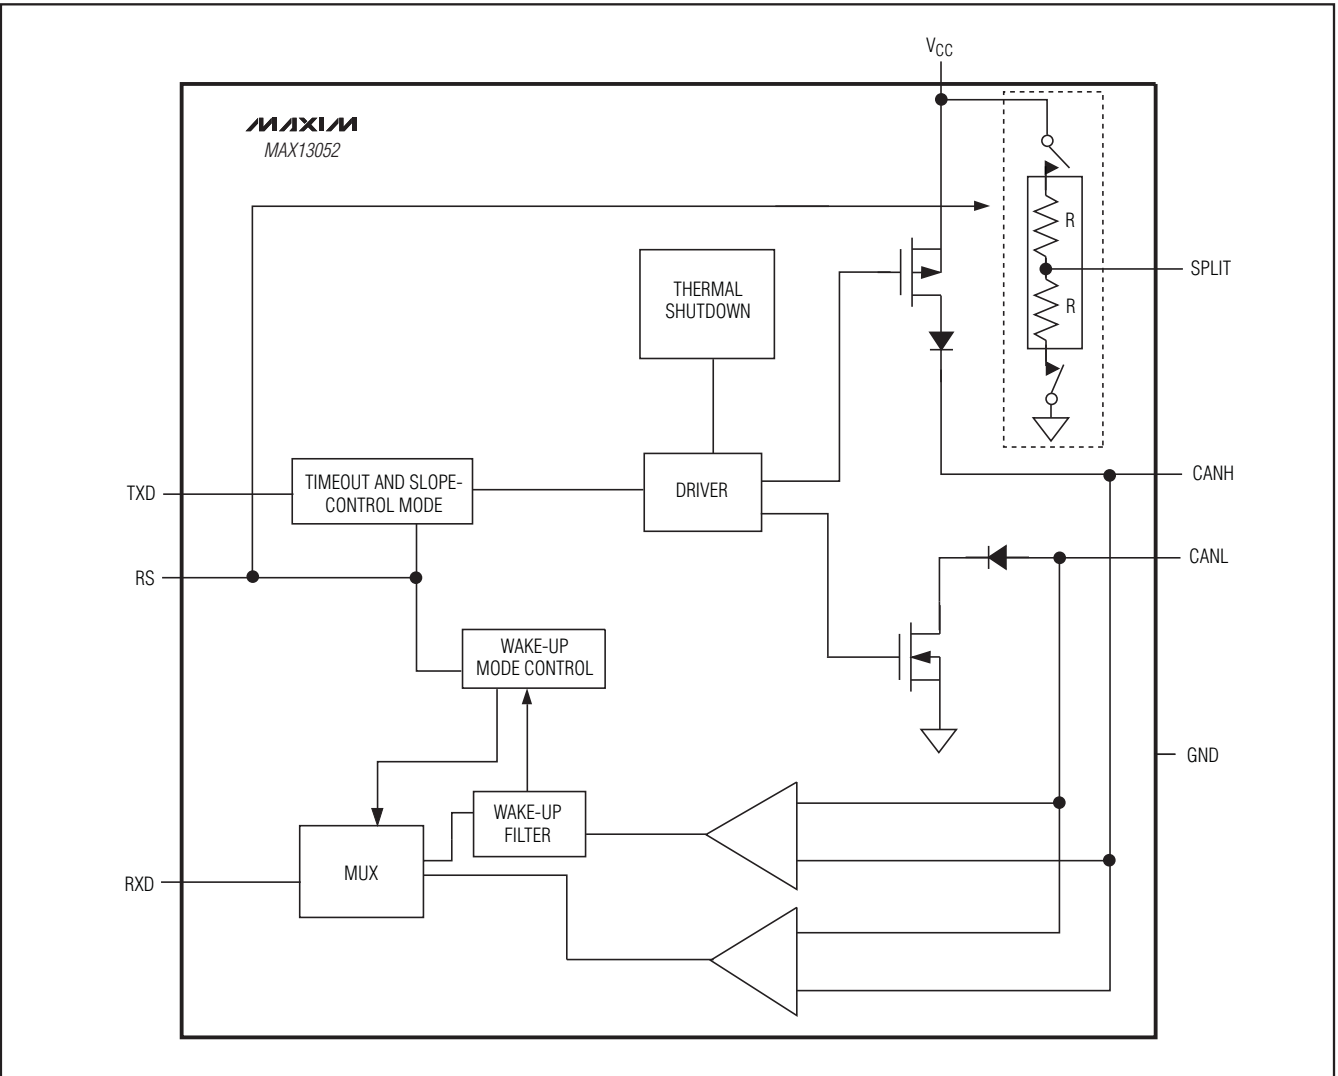 VCC
MAXIM
MAX13052
R
SPLIT
THERMAL
SHUTDOWN
R
TXD
TIMEOUT AND SLOPE-
CONTROL MODE
DRIVER
CANH
CANL
RS
WAKE-UP
MODE CONTROL
GND
WAKE-UP
FILTER
MUX
RXD